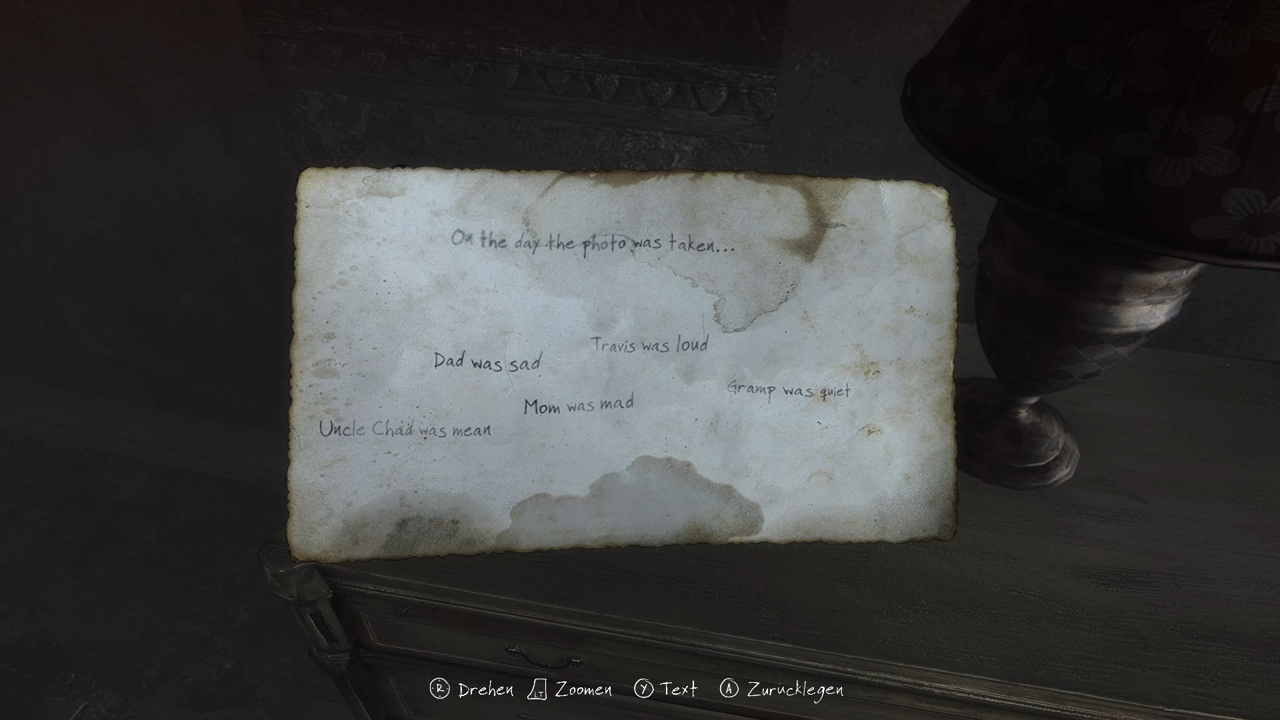 On the day the photo was taken...
Travis was loud
Dad was sad
Gramp was quiet
Mom was mad
Uncle Chad was mean
R Drehen LT Zoomen Y Text A Zurücklegen